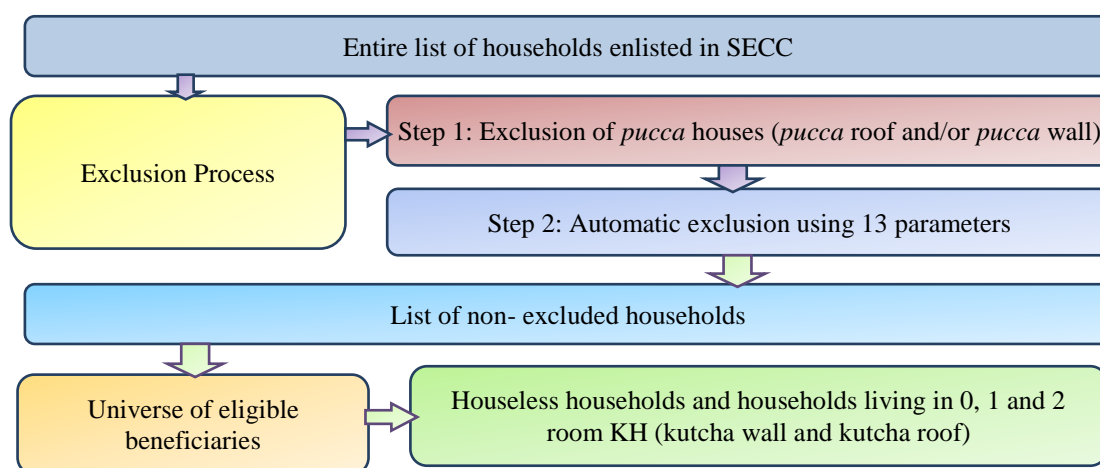 Entire list of households enlisted in SECC
Exclusion Process
Step 1: Exclusion of pucca houses (pucca roof and/or pucca wall)
Step 2: Automatic exclusion using 13 parameters
List of non- excluded households
Universe of eligible
beneficiaries
Houseless households and households living in 0, 1 and 2
room KH (kutcha wall and kutcha roof)